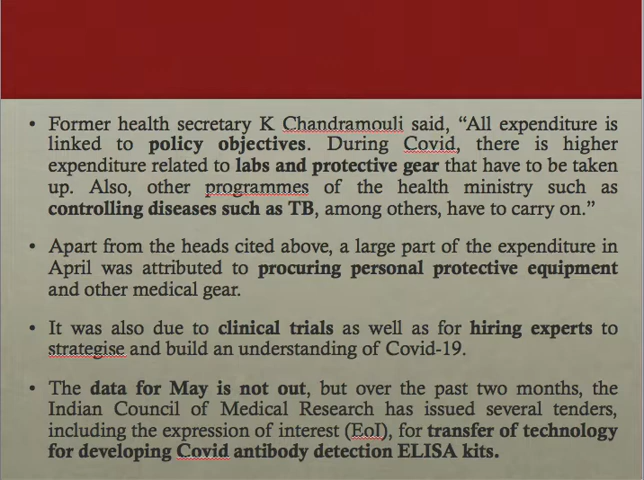 • Former health secretary K Chandramouli said, “All expenditure is
linked to policy objectives. During Covid, there is higher
expenditure related to labs and protective gear that have to be taken
up. Also, other programmes of the health ministry such as
controlling diseases such as TB, among others, have to carry on.”
• Apart from the heads cited above, a large part of the expenditure in
April was attributed to procuring personal protective equipment
and other medical gear.
• It was also due to clinical trials as well as for hiring experts to
strategise and build an understanding of Covid-19.
• The data for May is not out, but over the past two months, the
Indian Council of Medical Research has issued several tenders,
including the expression of interest (EoI), for transfer of technology
for developing Covid antibody detection ELISA kits.